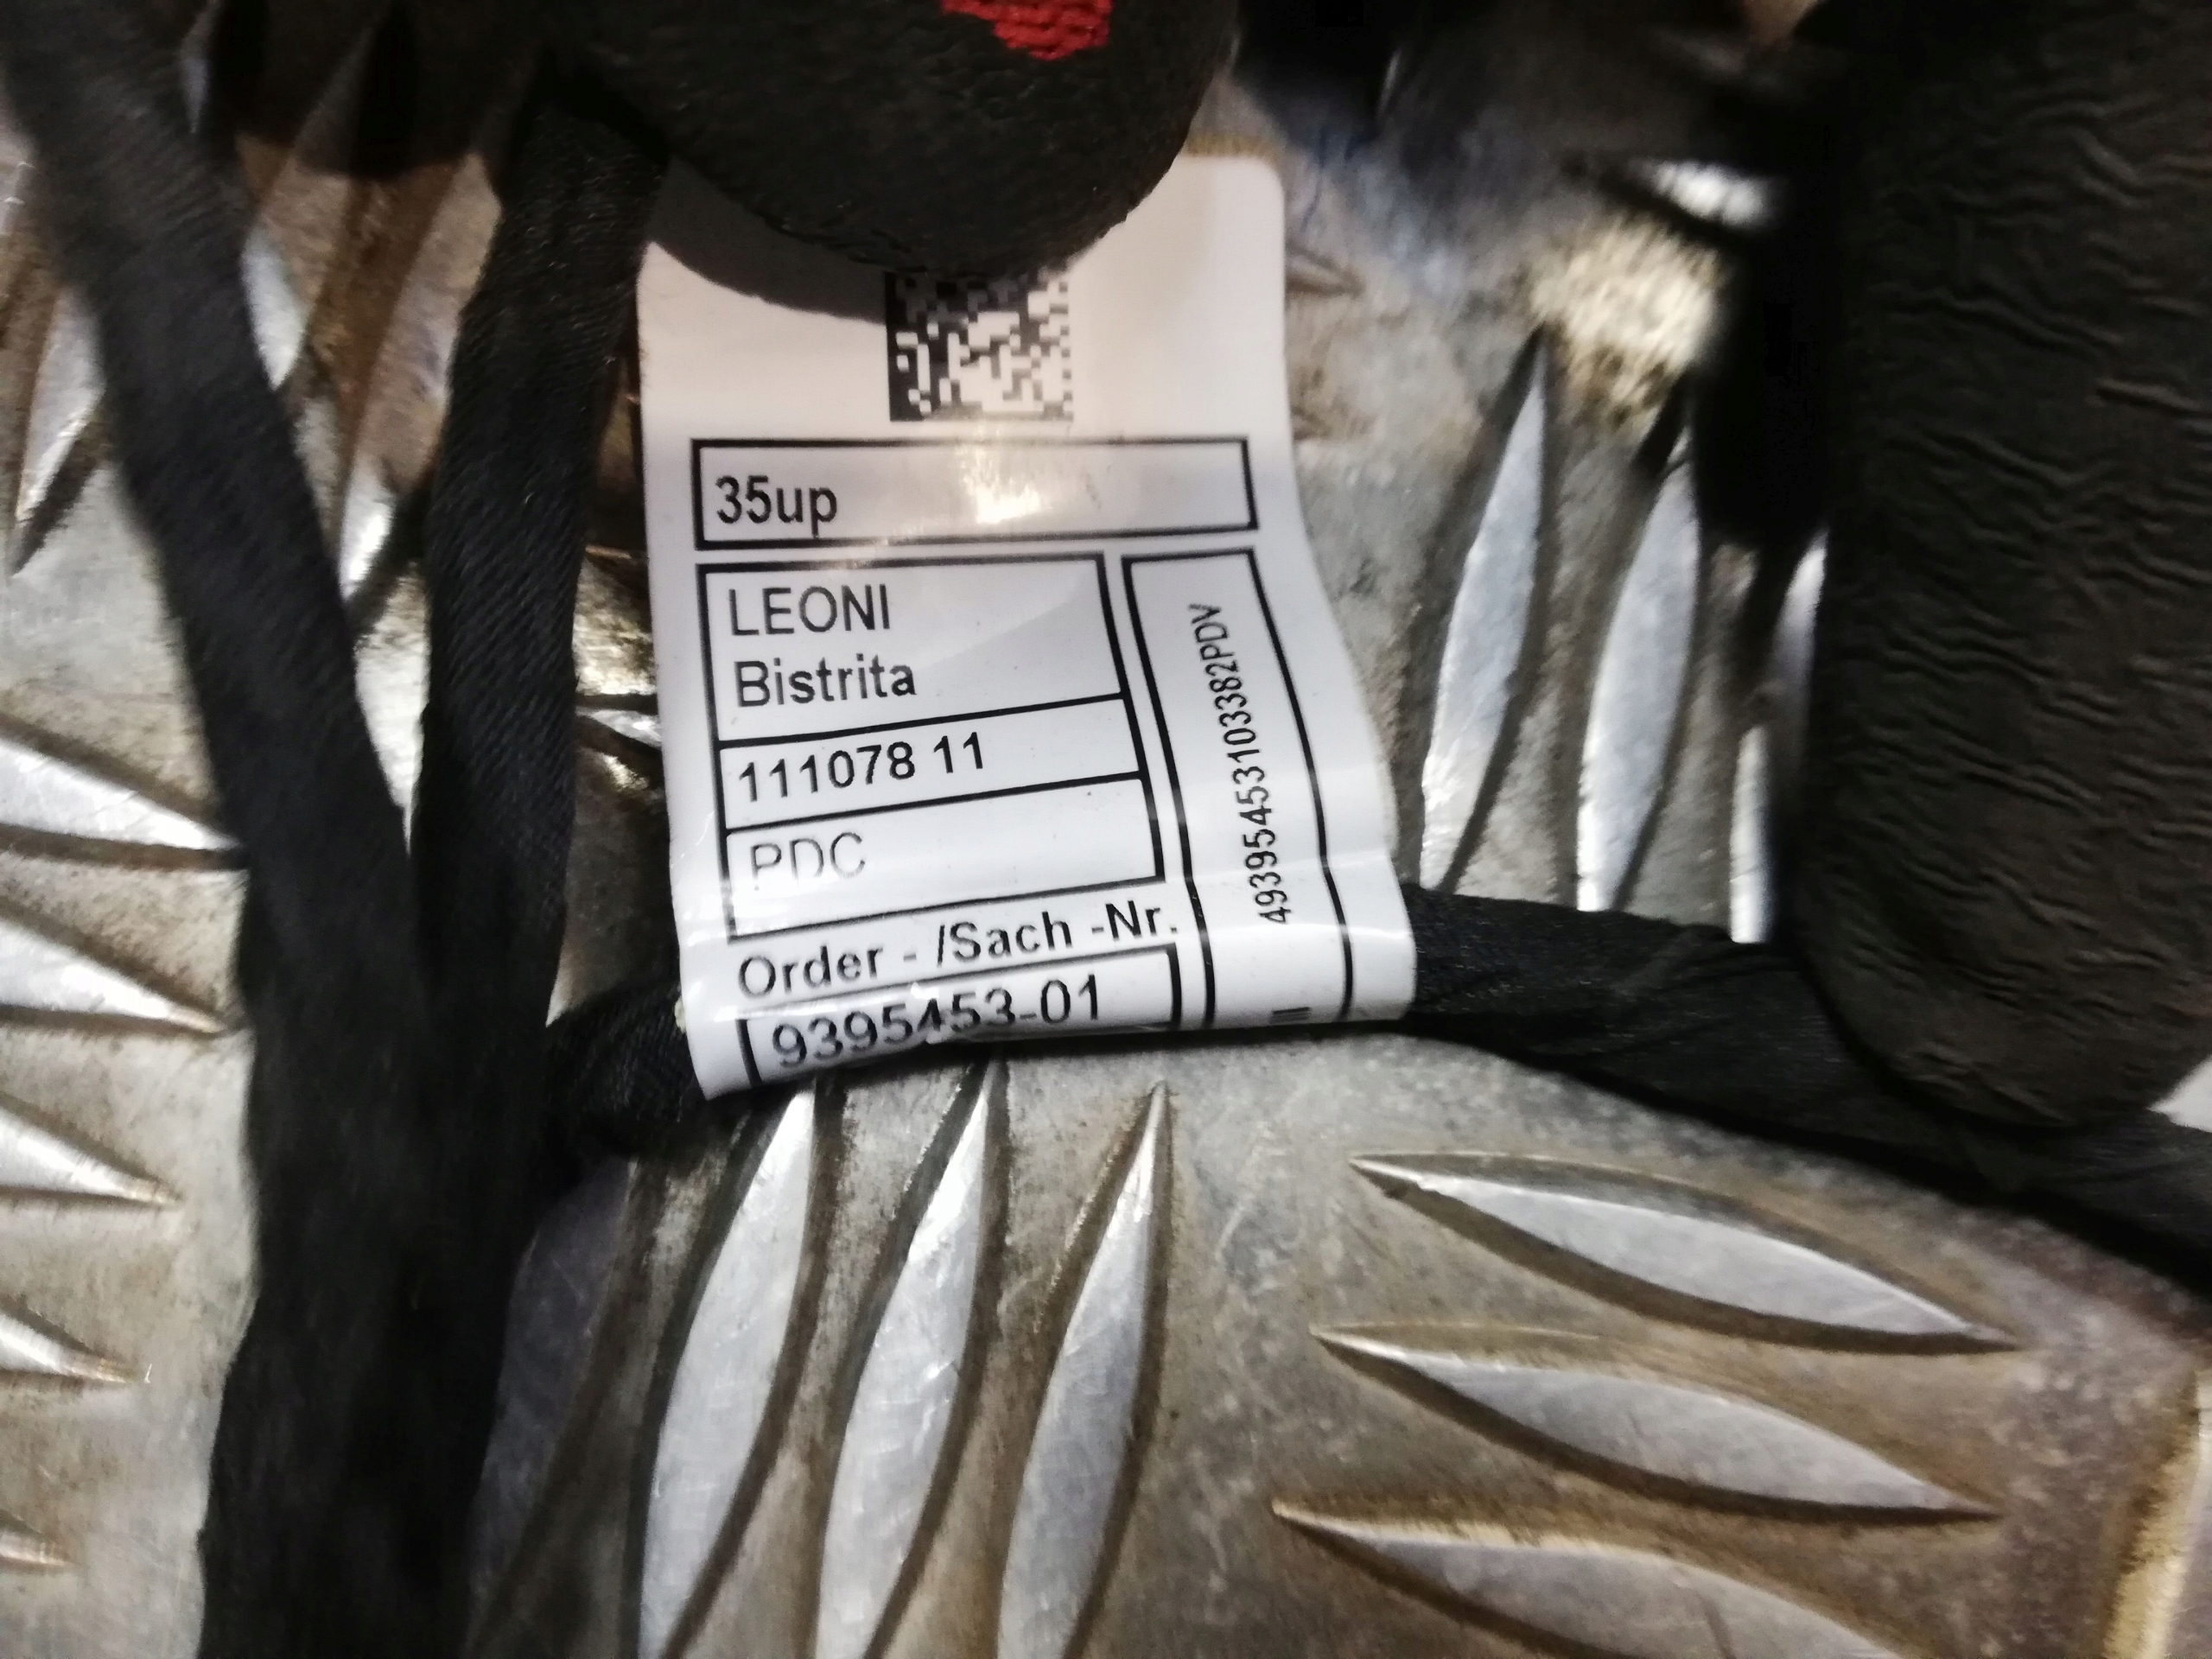 35up
LEONI
Bistrita
111078 11
PDC
Order - /Sach -Nr.
9395453-01
49395453103382PDV